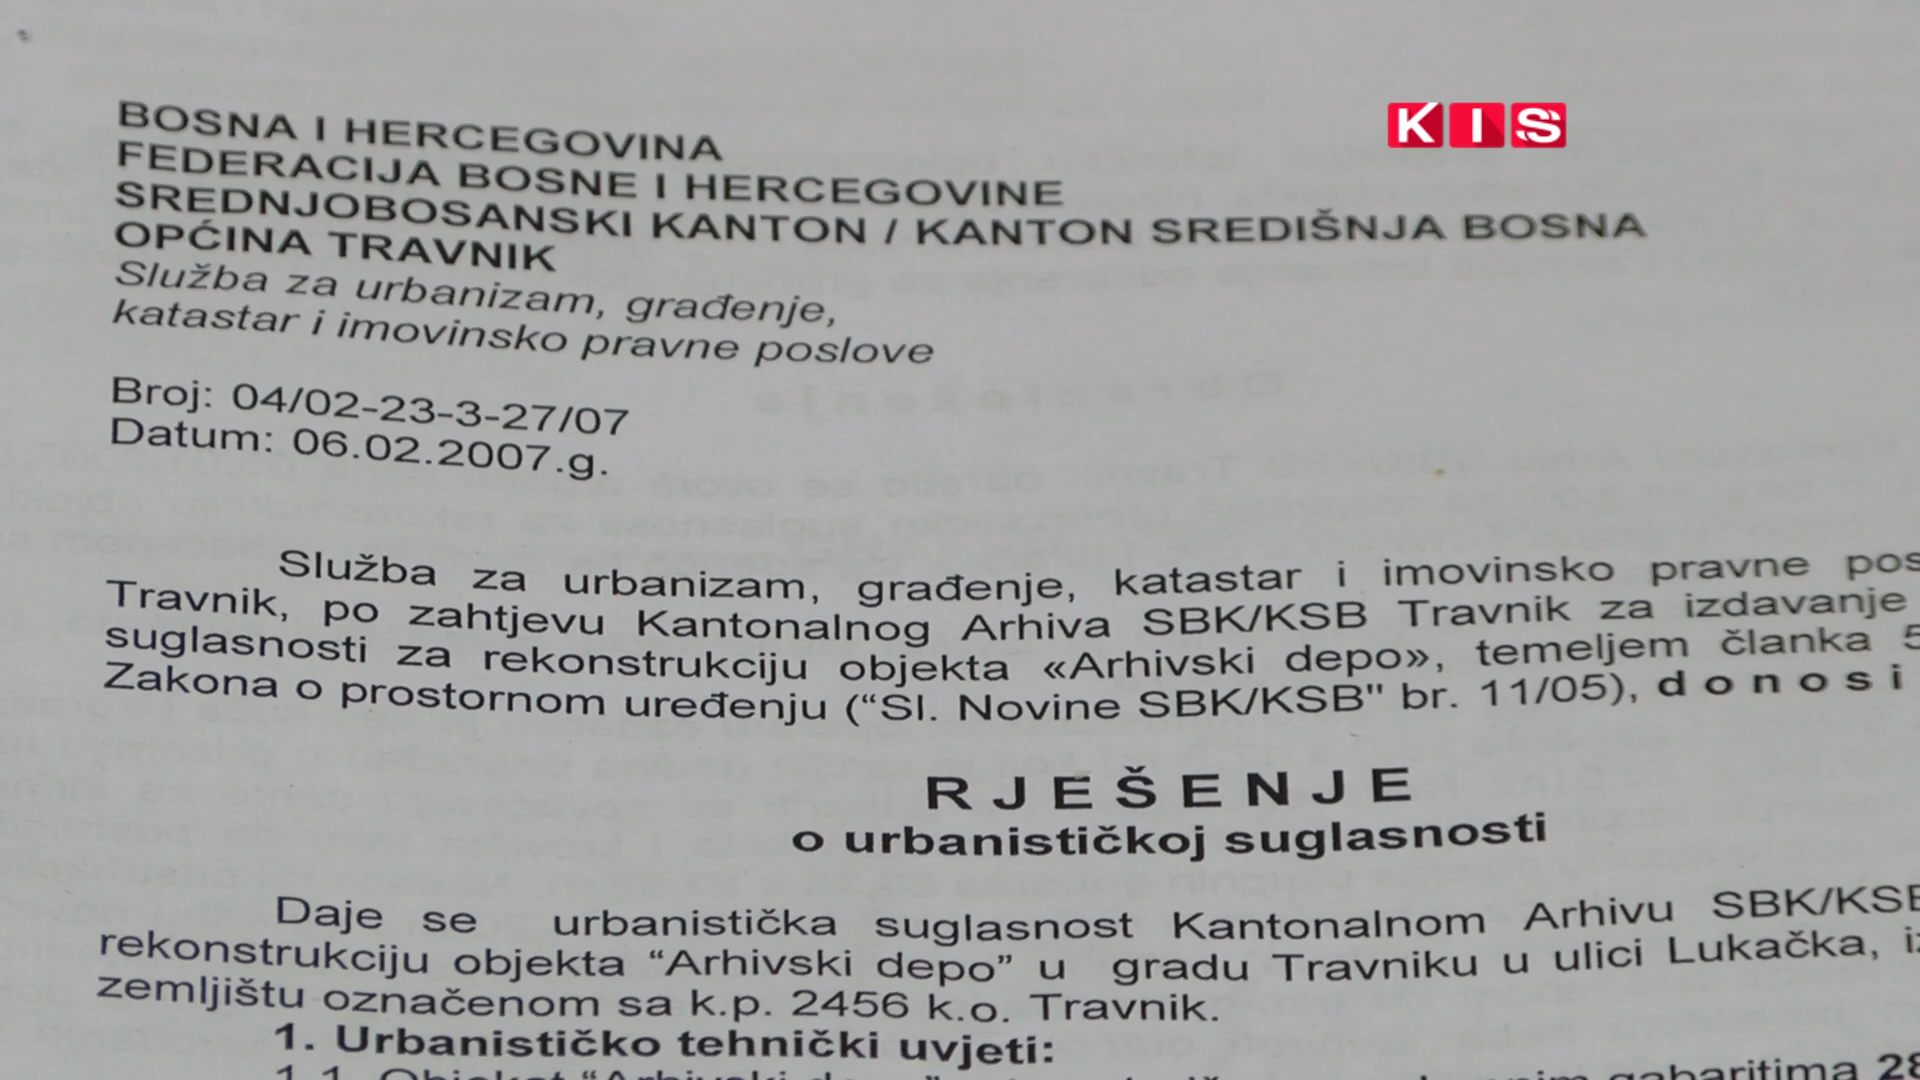 KIS
BOSNA I HERCEGOVINA
FEDERACIJA BOSNE I HERCEGOVINE
SREDNJOBOSANSKI KANTON / KANTON SREDIŠNJA BOSNA
OPĆINA TRAVNIK
Služba za urbanizam, građenje,
katastar i imovinsko pravne poslove
Broj: 04/02-23-3-27/07
Datum: 06.02.2007.g.
Služba za urbanizam, građenje, katastar i imovinsko pravne
Travnik, po zahtjevu Kantonalnog Arhiva SBK/KSB Travnik za izdavanje
suglasnosti za rekonstrukciju objekta «Arhivski depo», temeljem članka
Zakona o prostornom uređenju (“Sl. Novine SBK/KSB" br. 11/05), d o n o s i
R J E Š E N J E
o urbanističkoj suglasnosti
Daje se urbanistička suglasnost Kantonalnom Arhivu
rekonstrukciju objekta “Arhivski depo” u gradu Travniku u ulici Lukačka,
zemljištu označenom sa k.p. 2456 k.o. Travnik.
1. Urbanističko tehnički uvjeti:
gabaritima